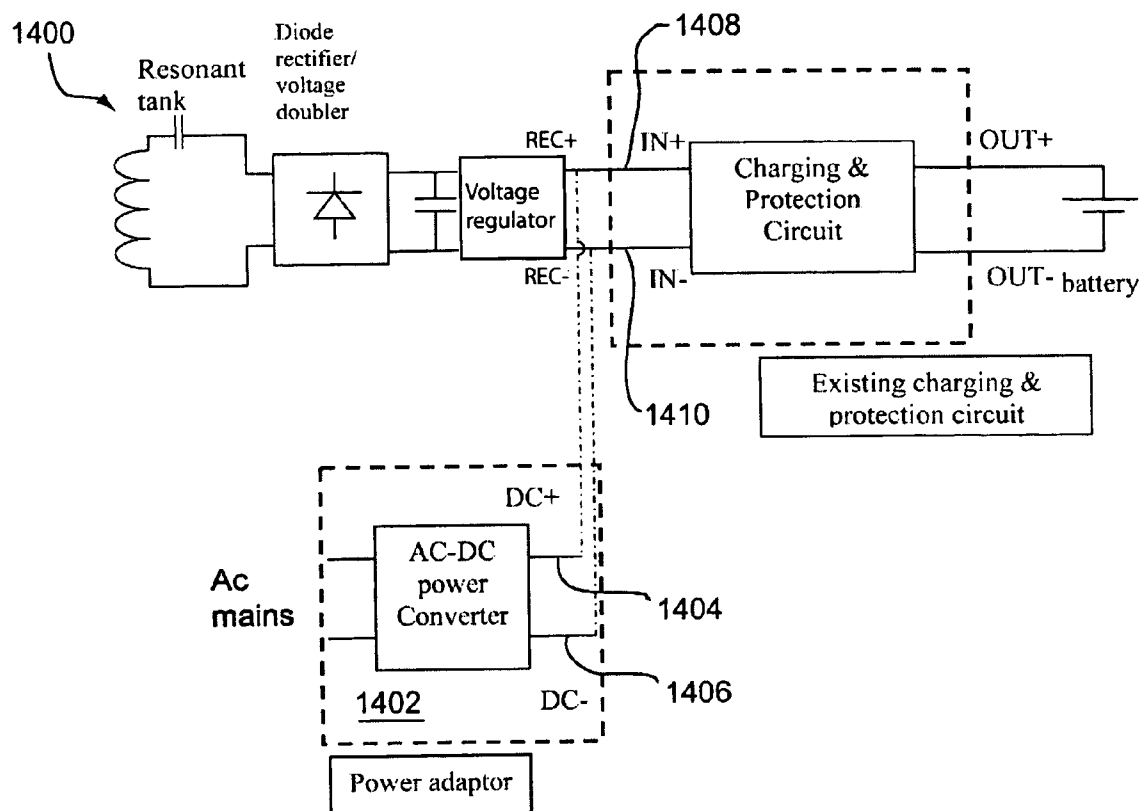 1400
Resonant
tank
Diode
rectifier/
voltage
doubler
REC+
Voltage
regulator
REC-
1408
IN+
IN-
1410
Charging &
Protection
Circuit
OUT+
OUT-
battery
Existing charging &
protection circuit
DC+
Ac
mains
AC-DC
power
Converter
1404
1406
1402
DC-
Power adaptor